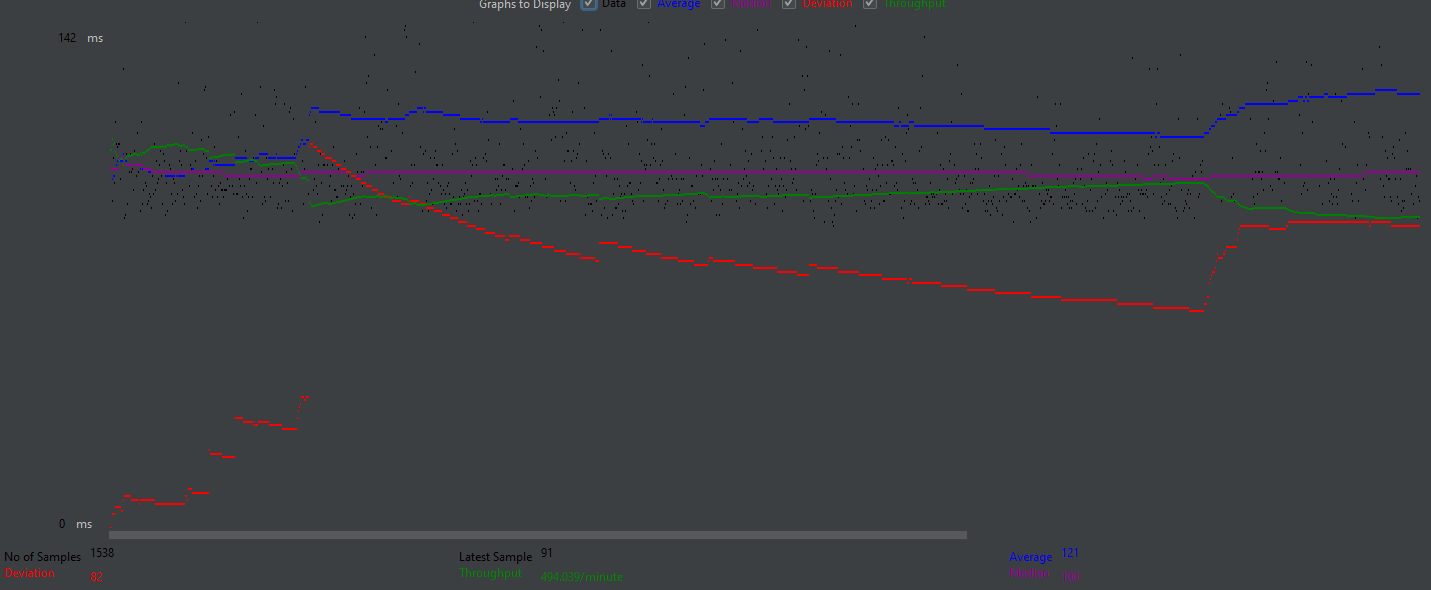 Graphs to Display Data Average Median Deviation Throughput
142 ms
0 ms
No of Samples 1538 Latest Sample 91 Average 121
Deviation 82 Throughput 494.039/minute Median